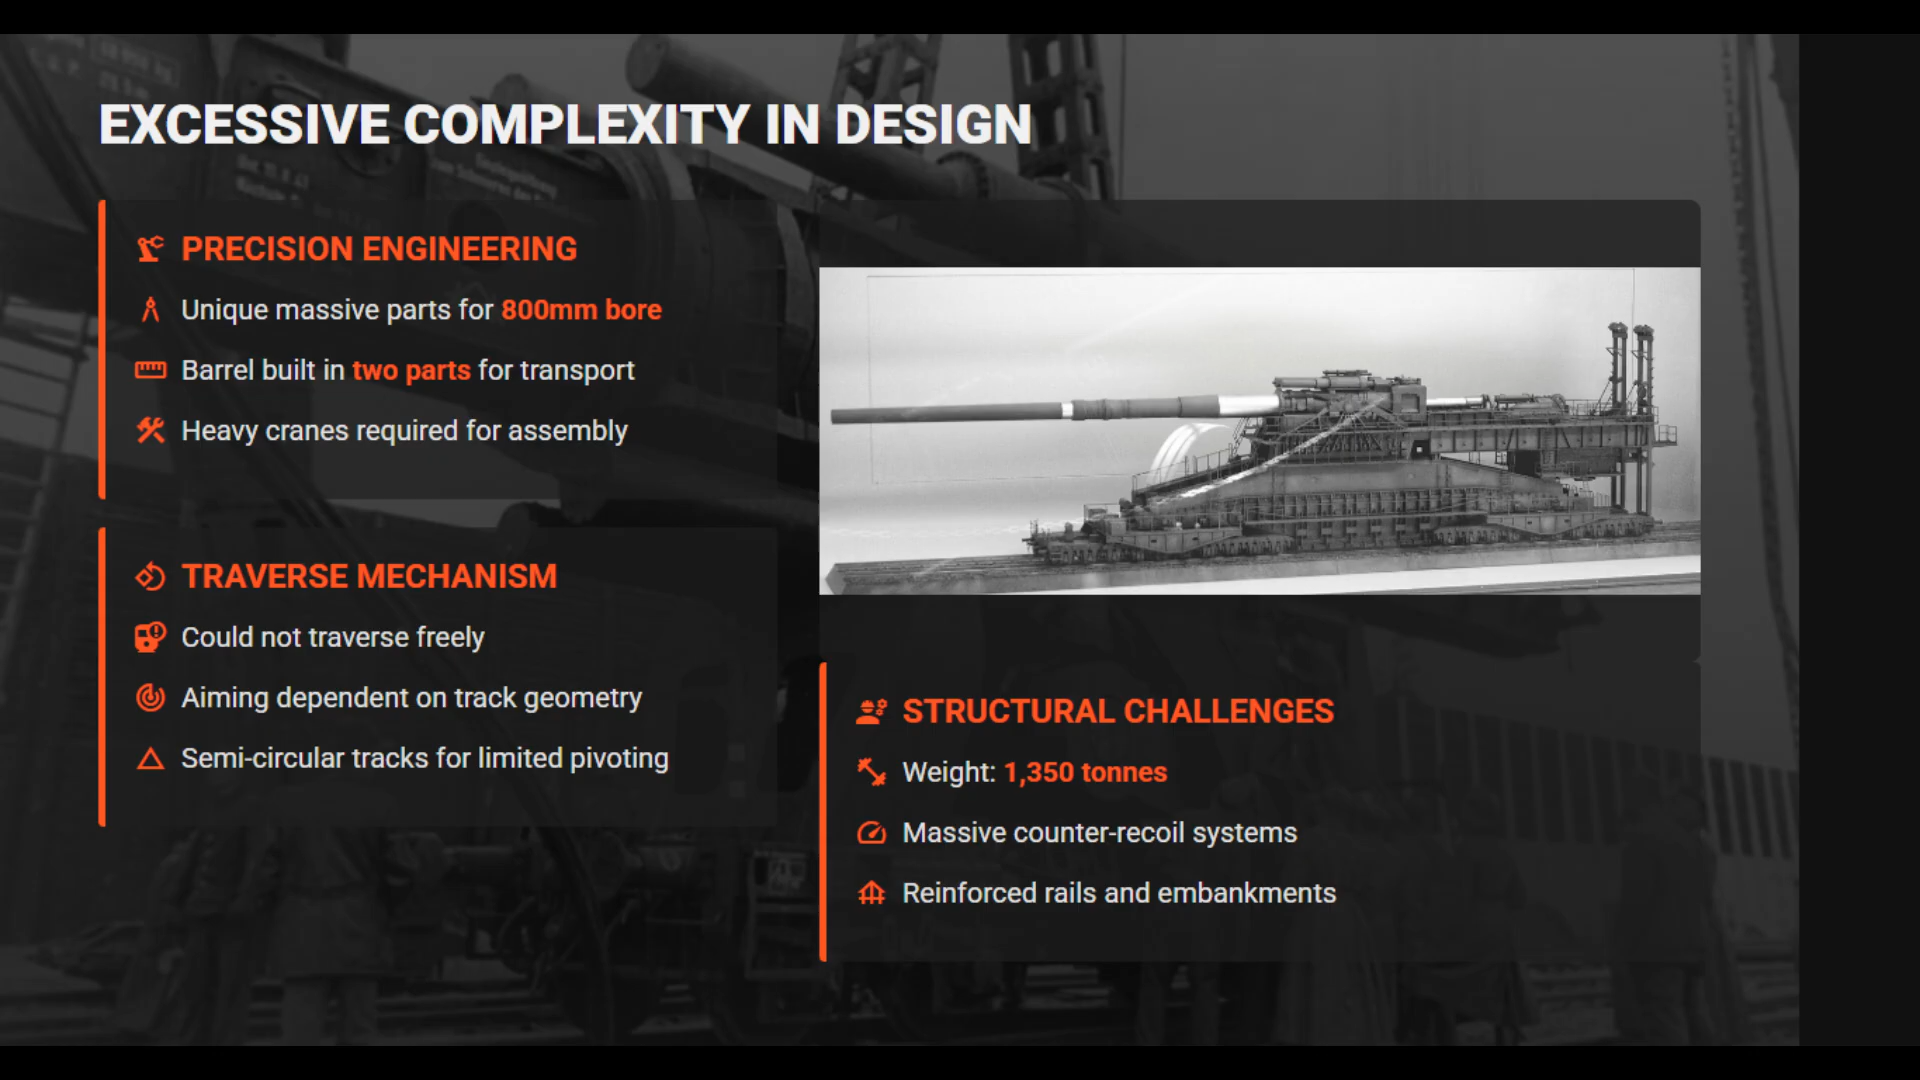 EXCESSIVE COMPLEXITY IN DESIGN
PRECISION ENGINEERING
Unique massive parts for 800mm bore
Barrel built in two parts for transport
Heavy cranes required for assembly
TRAVERSE MECHANISM
Could not traverse freely
Aiming dependent on track geometry
Semi-circular tracks for limited pivoting
STRUCTURAL CHALLENGES
Weight: 1,350 tonnes
Massive counter-recoil systems
Reinforced rails and embankments